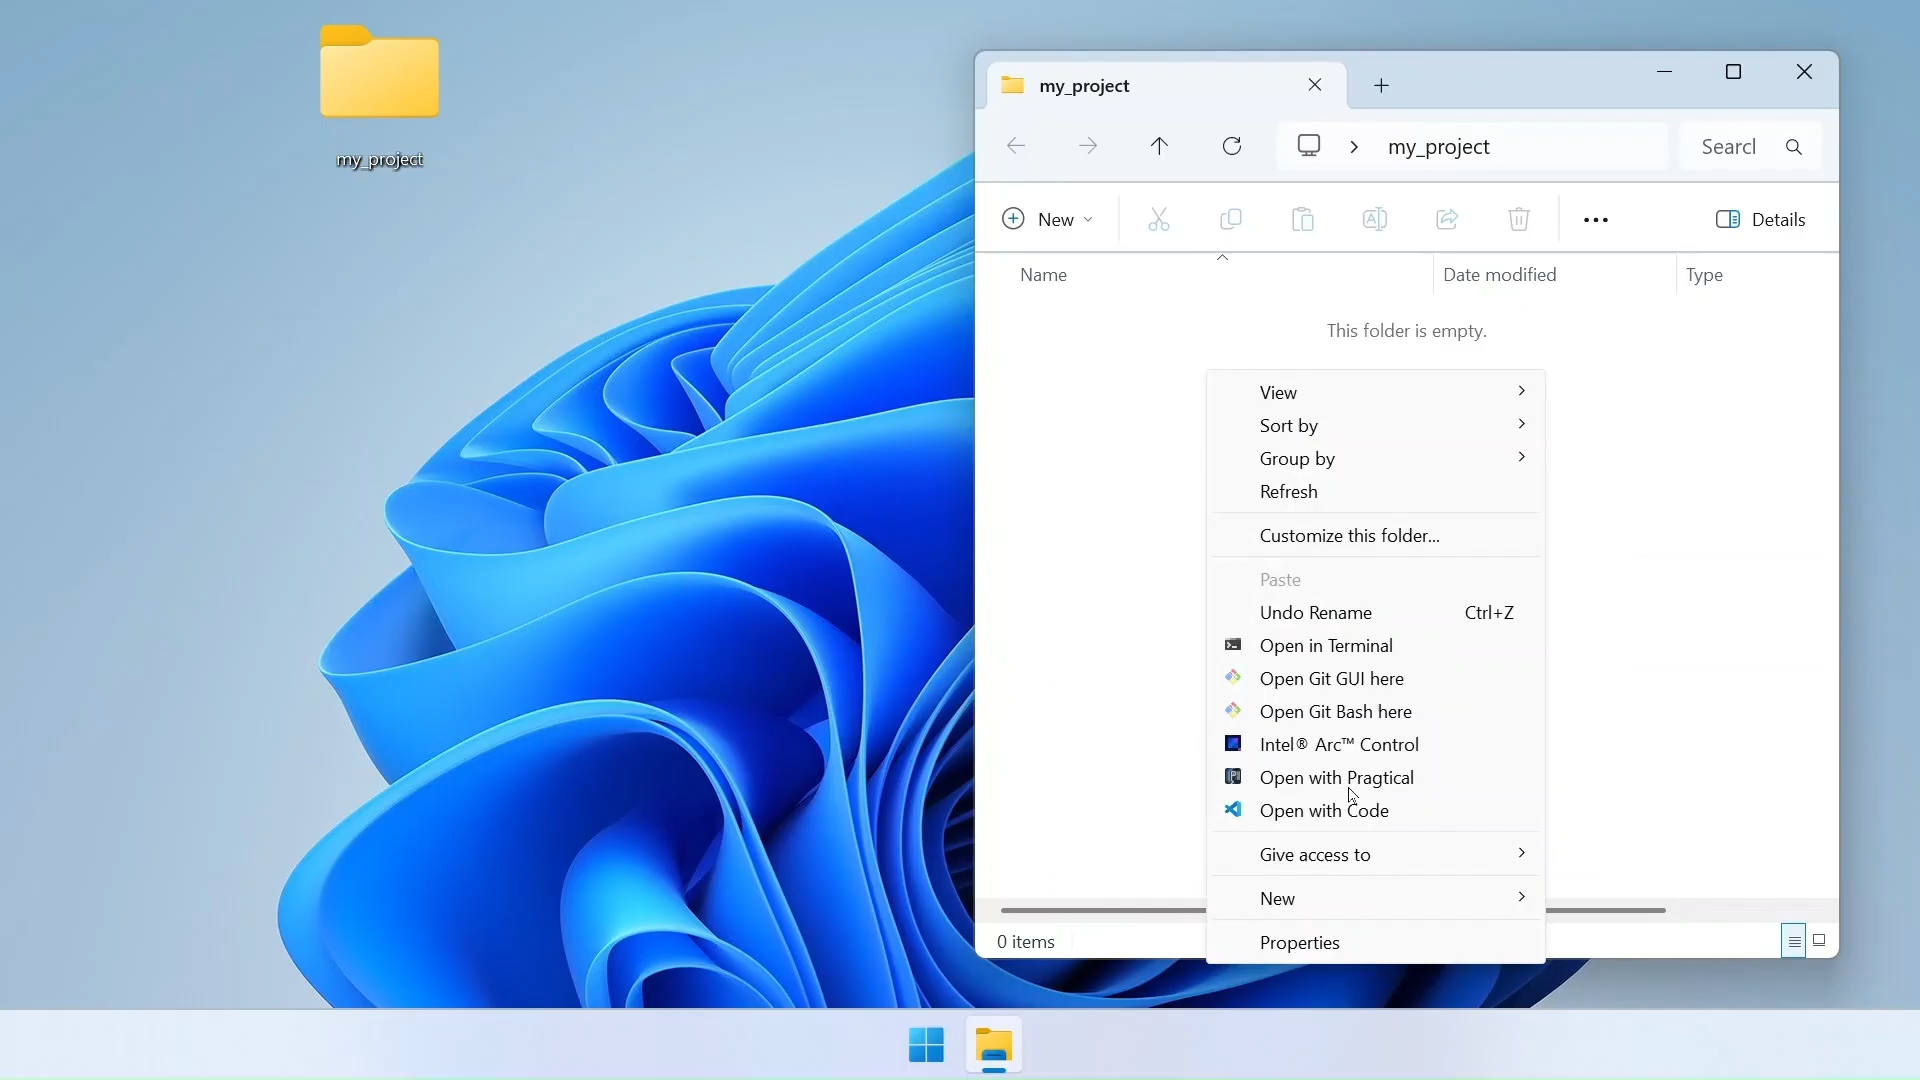 my_project
my_project
my_project
Searcl
New
Details
Name
Date modified
Type
This folder is empty.
View
Sort by
Group by
Refresh
Customize this folder...
Paste
Undo Rename Ctrl+Z
Open in Terminal
Open Git GUI here
Open Git Bash here
Intel® Arc™ Control
Open with Pragtical
Open with Code
Give access to
New
Properties
0 items